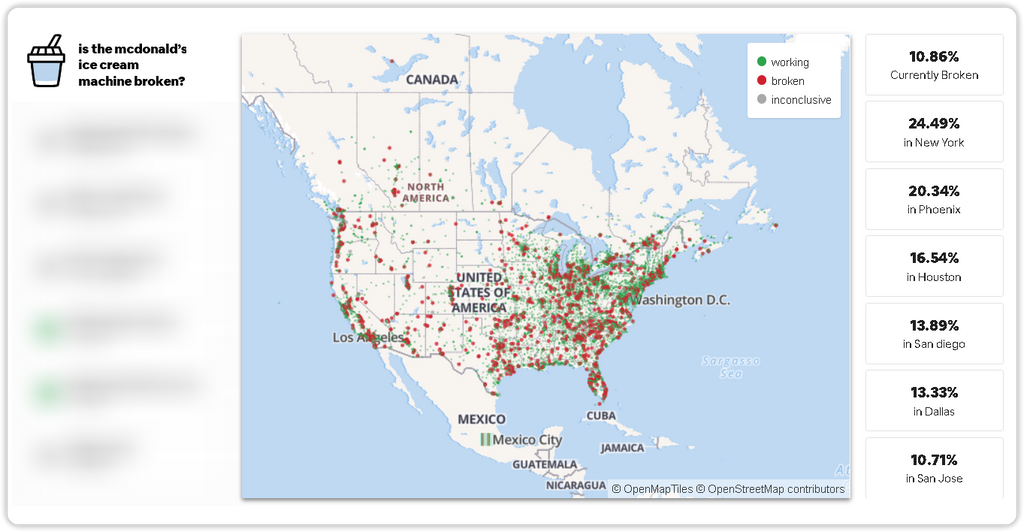 is the mcdonald's
ice cream
machine broken?
CANADA
NORTH
AMERICA
UNITED
STATES OF
AMERICA
Washington D.C.
Los Angeles
Sargasso
Sea
MEXICO
Mexico City
CUBA
JAMAICA
GUATEMALA
NICARAGUA
working
broken
inconclusive
© OpenMapTiles © OpenStreetMap contributors
10.86%
Currently Broken
24.49%
in New York
20.34%
in Phoenix
16.54%
in Houston
13.89%
in San diego
13.33%
in Dallas
10.71%
in San Jose